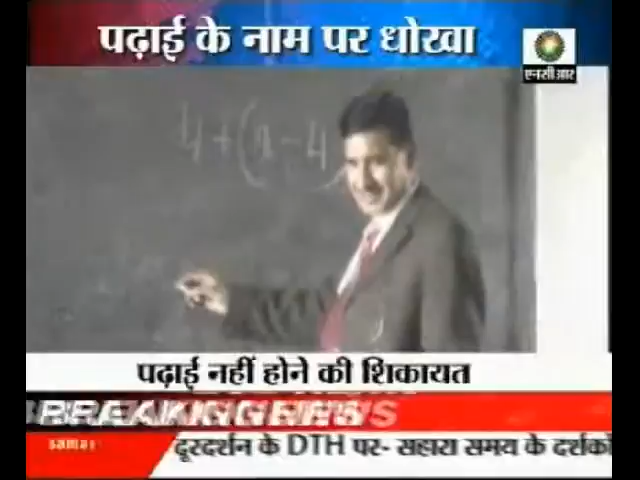 पढ़ाई के नाम पर धोखा
एनसीआर
4+(n-4
पढ़ाई नहीं होने की शिकायत
BREAKING NEWS
दूरदर्शन के DTH पर- सहारा समय के दर्शकों